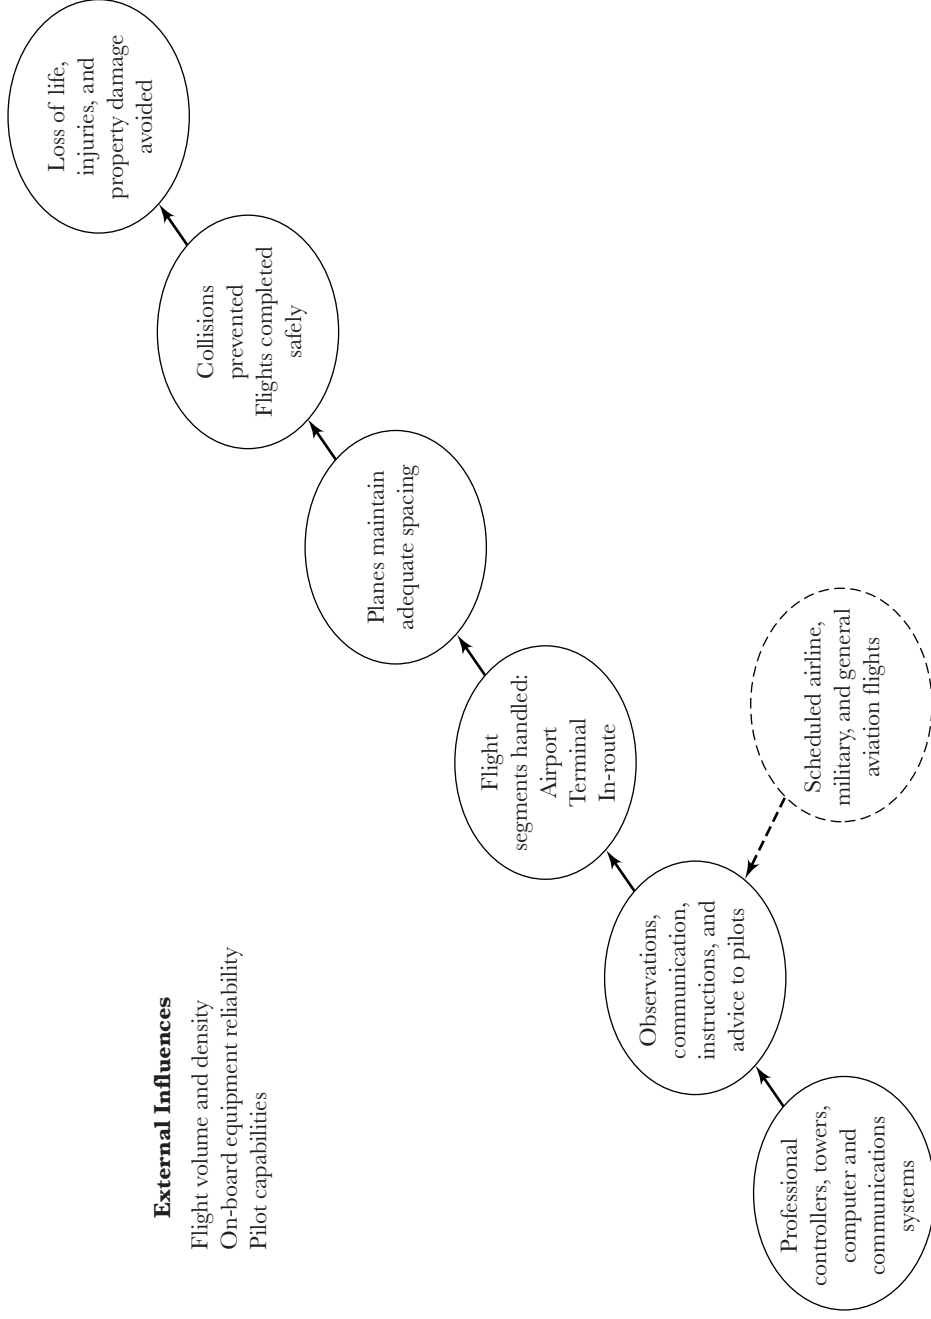 External Influences
Flight volume and density
On-board equipment reliability
Pilot capabilities
Professional
controllers, towers,
computer and
communications
systems
Observations,
communication,
instructions, and
advice to pilots
Scheduled airline,
military, and general
aviation flights
Flight
segments handled:
Airport
Terminal
In-route
Planes maintain
adequate spacing
Collisions
prevented
Flights completed
safely
Loss of life,
injuries, and
property damage
avoided